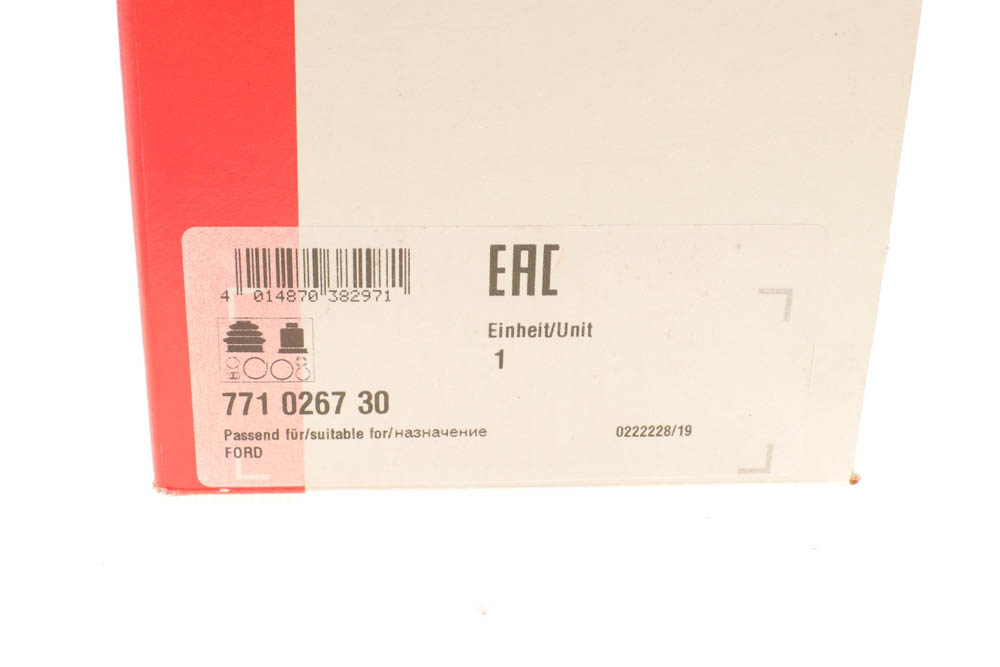 4 014870 382971
EAC
Einheit/Unit
1
771 0267 30
Passend für/suitable for/назначение
0222228/19
FORD